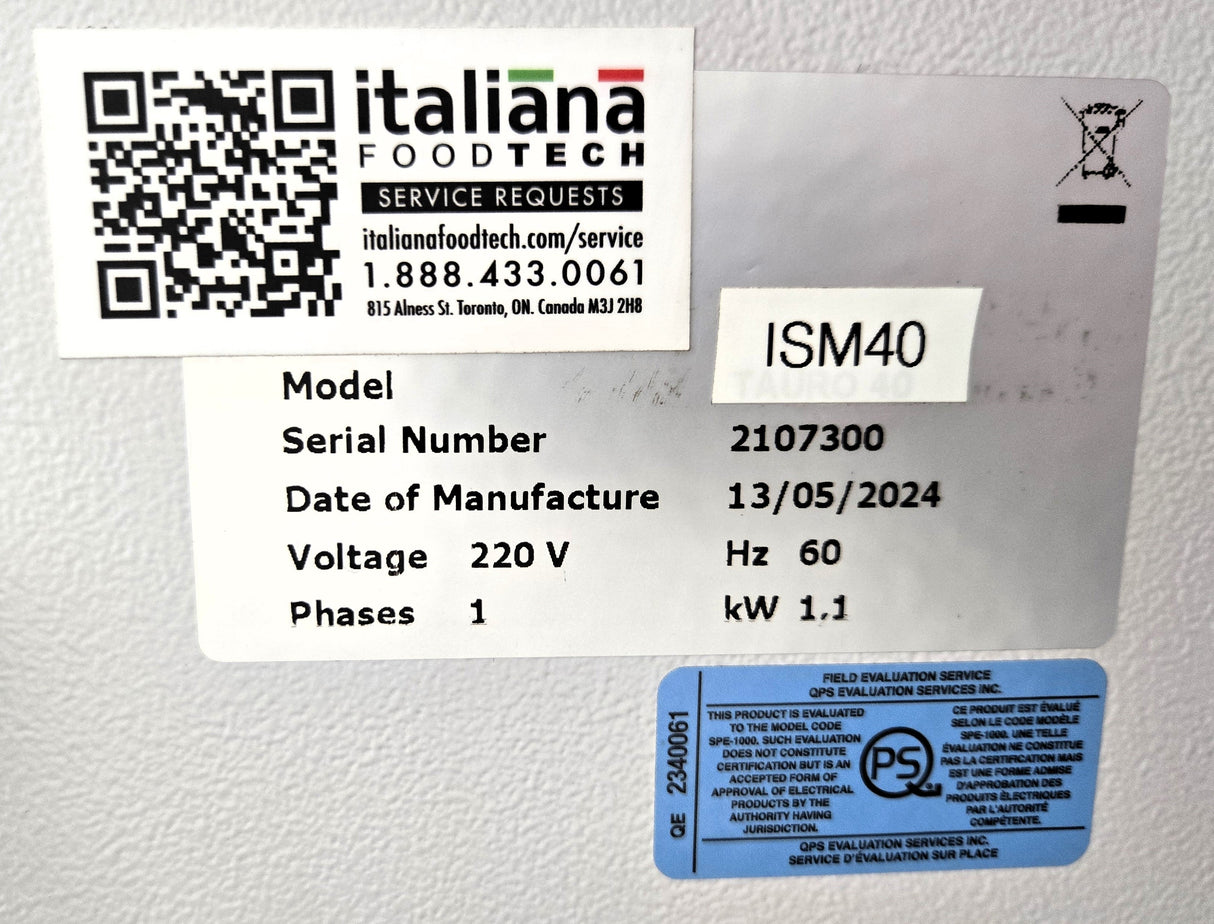 italiana
FOODTECH
SERVICE REQUESTS
italianafoodtech.com/service
1.888.433.0061
815 Alness St. Toronto, ON. Canada M3J 2H8
ISM40
TAURO 40
Model
Serial Number 2107300
Date of Manufacture 13/05/2024
Voltage 220 V Hz 60
Phases 1 kW 1.1
FIELD EVALUATION SERVICE
QPS EVALUATION SERVICES INC.
QE 2340061
THIS PRODUCT IS EVALUATED
TO THE MODEL CODE
SPE-1000. SUCH EVALUATION
DOES NOT CONSTITUTE
CERTIFICATION BUT IS AN
ACCEPTED FORM OF
APPROVAL OF ELECTRICAL
PRODUCTS BY THE
AUTHORITY HAVING
JURISDICTION.
QPS
CE PRODUIT EST ÉVALUÉ
SELON LE CODE MODÈLE
SPE-1000. UNE TELLE
ÉVALUATION NE CONSTITUE
PAS LA CERTIFICATION MAIS
EST UNE FORME ADMISE
D'APPROBATION DES
PRODUITS ÉLECTRIQUES
PAR L'AUTORITÉ
COMPÉTENTE.
QPS EVALUATION SERVICES INC.
SERVICE D'ÉVALUATION SUR PLACE